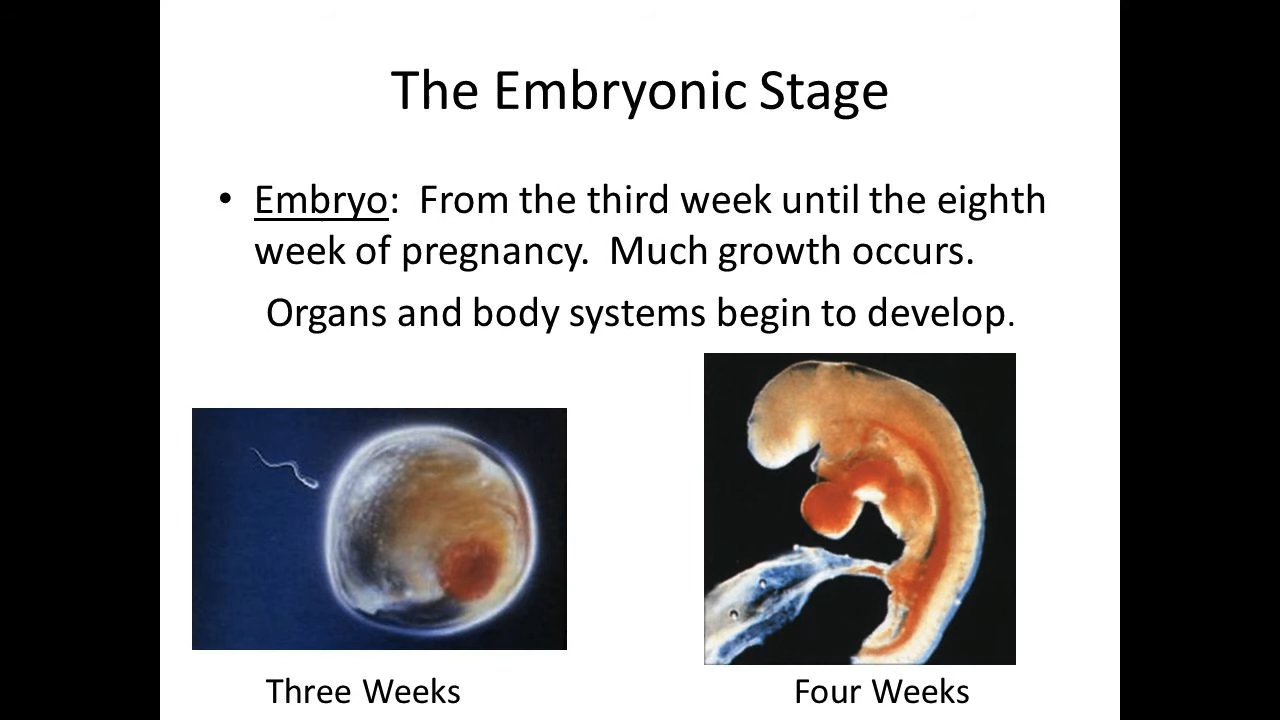 The Embryonic Stage
• Embryo:  From the third week until the eighth
week of pregnancy.  Much growth occurs.
Organs and body systems begin to develop.
Three Weeks
Four Weeks